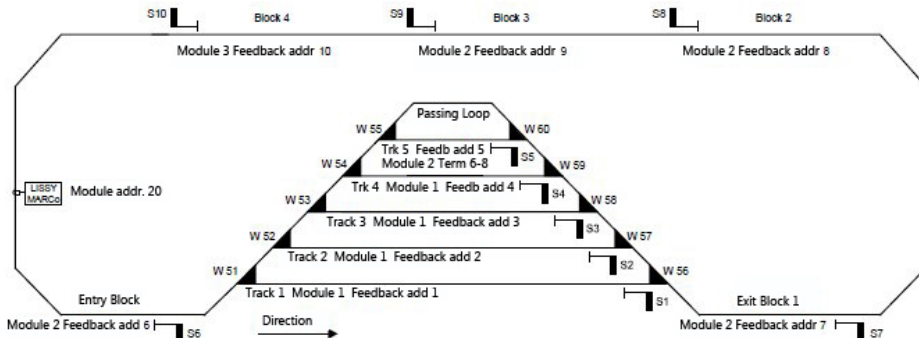 S10 Block 4 S9 Block 3 S8 Block 2
Module 3 Feedback addr 10 Module 2 Feedback addr 9 Module 2 Feedback addr 8
Passing Loop
W 55 W 60
Trk 5 Feedb add 5 S5
Module 2 Term 6-8
W 54 W 59
LISSY
MARCo
Module addr. 20
Trk 4 Module 1 Feedb add 4 S4
W 53 W 58
Track 3 Module 1 Feedback add 3 S3
W 52 W 57
Track 2 Module 1 Feedback add 2 S2
W 51 W 56
Track 1 Module 1 Feedback add 1 S1
Entry Block Exit Block 1
Module 2 Feedback add 6 S6 Direction Module 2 Feedback addr 7 S7